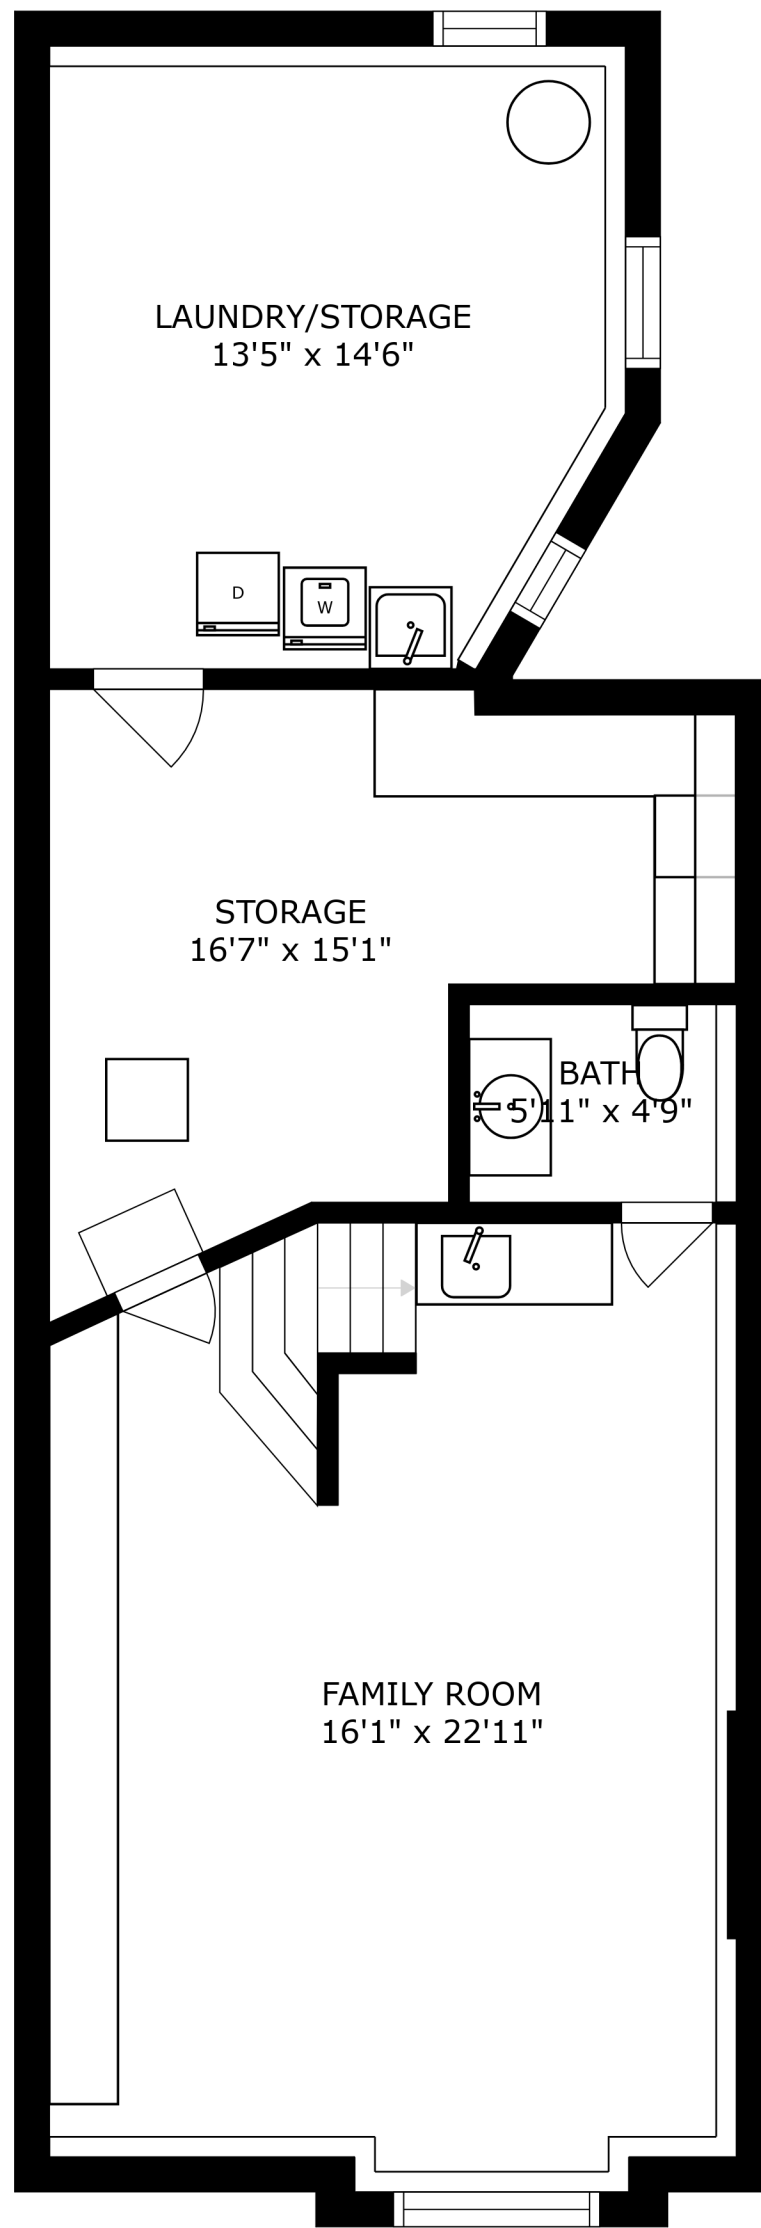 LAUNDRY/STORAGE
13'5" x 14'6"
D
W
STORAGE
16'7" x 15'1"
BATH
5'11" x 4'9"
FAMILY ROOM
16'1" x 22'11"